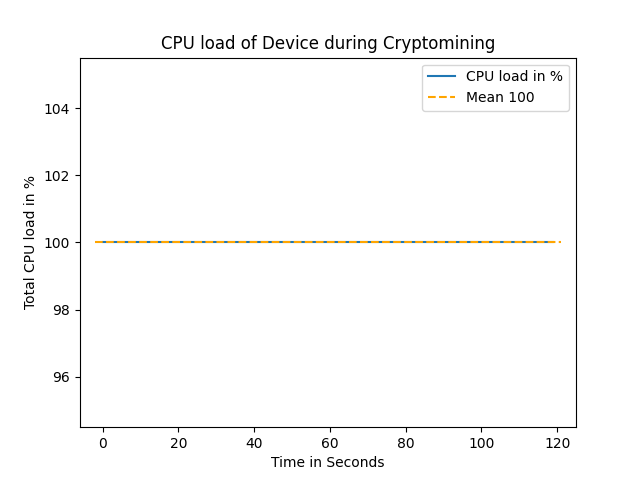 CPU load of Device during Cryptomining
CPU load in %
Mean 100
Total CPU load in %
104
102
100
98
96
0 20 40 60 80 100 120
Time in Seconds